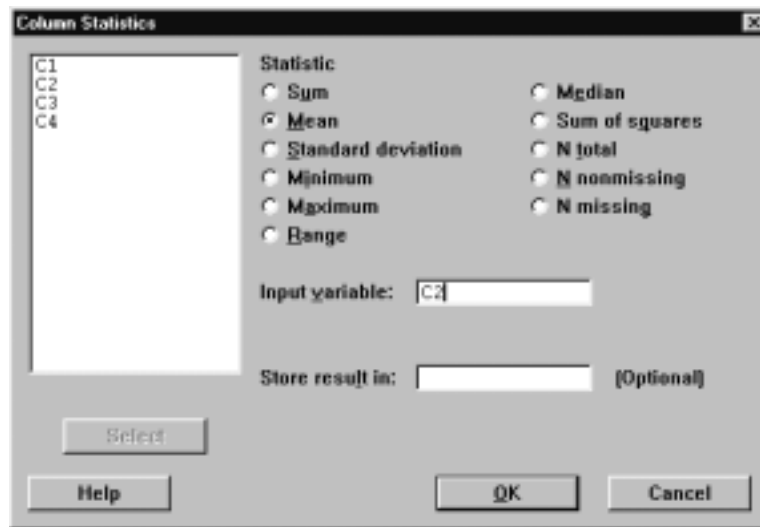 Column Statistics
C1
C2
C3
C4
Statistic
Sum
Mean
Standard deviation
Minimum
Maximum
Range
Median
Sum of squares
N total
N nonmissing
N missing
Input variable: C2
Store result in: (Optional)
Select
Help OK Cancel